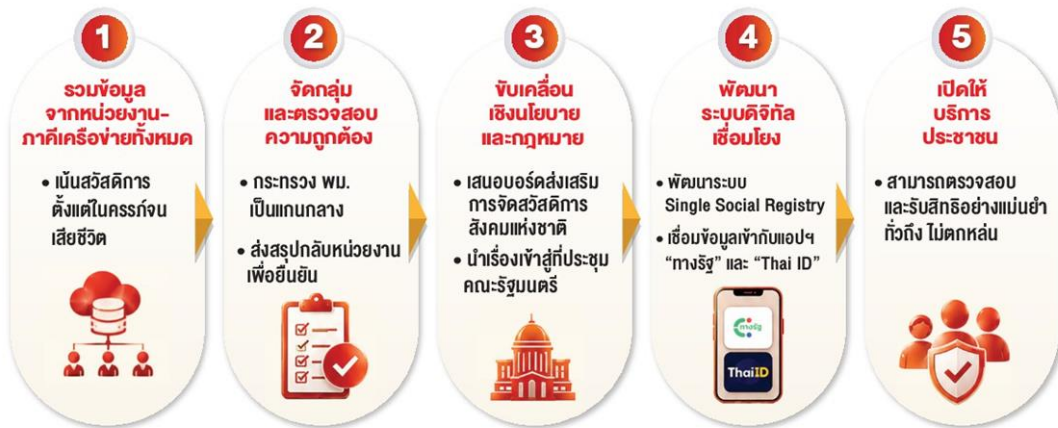 1
รวมข้อมูล
จากหน่วยงาน-
ภาคีเครือข่ายทั้งหมด
• เน้นสวัสดิการ
ตั้งแต่ในครรภ์จน
เสียชีวิต
2
จัดกลุ่ม
และตรวจสอบ
ความถูกต้อง
• กระทรวง พม.
เป็นแกนกลาง
• ส่งสรุปกลับหน่วยงาน
เพื่อยืนยัน
3
ขับเคลื่อน
เชิงนโยบาย
และกฎหมาย
• เสนอบอร์ดส่งเสริม
การจัดสวัสดิการ
สังคมแห่งชาติ
• นำเรื่องเข้าสู่ที่ประชุม
คณะรัฐมนตรี
4
พัฒนา
ระบบดิจิทัล
เชื่อมโยง
• พัฒนาระบบ
Single Social Registry
• เชื่อมข้อมูลเข้ากับแอปฯ
“ทางรัฐ” และ “Thai ID”
ทางรัฐ
ThaiID
5
เปิดให้
บริการ
ประชาชน
• สามารถตรวจสอบ
และรับสิทธิอย่างแม่นยำ
ทั่วถึง ไม่ตกหล่น